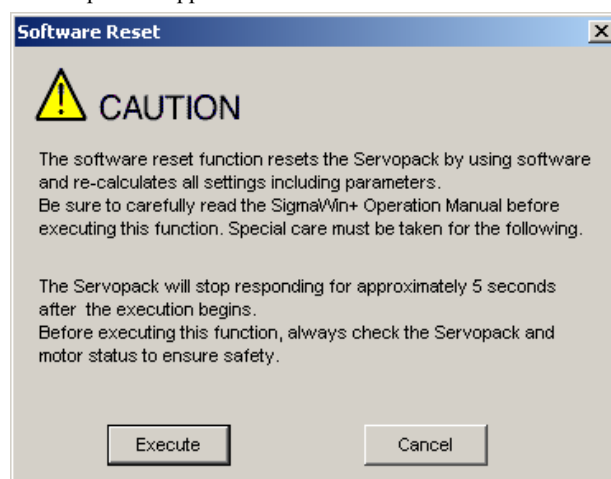 Software Reset
CAUTION
The software reset function resets the Servopack by using software
and re-calculates all settings including parameters.
Be sure to carefully read the SigmaWin+ Operation Manual before
executing this function. Special care must be taken for the following.
The Servopack will stop responding for approximately 5 seconds
after the execution begins.
Before executing this function, always check the Servopack and
motor status to ensure safety.
Execute
Cancel